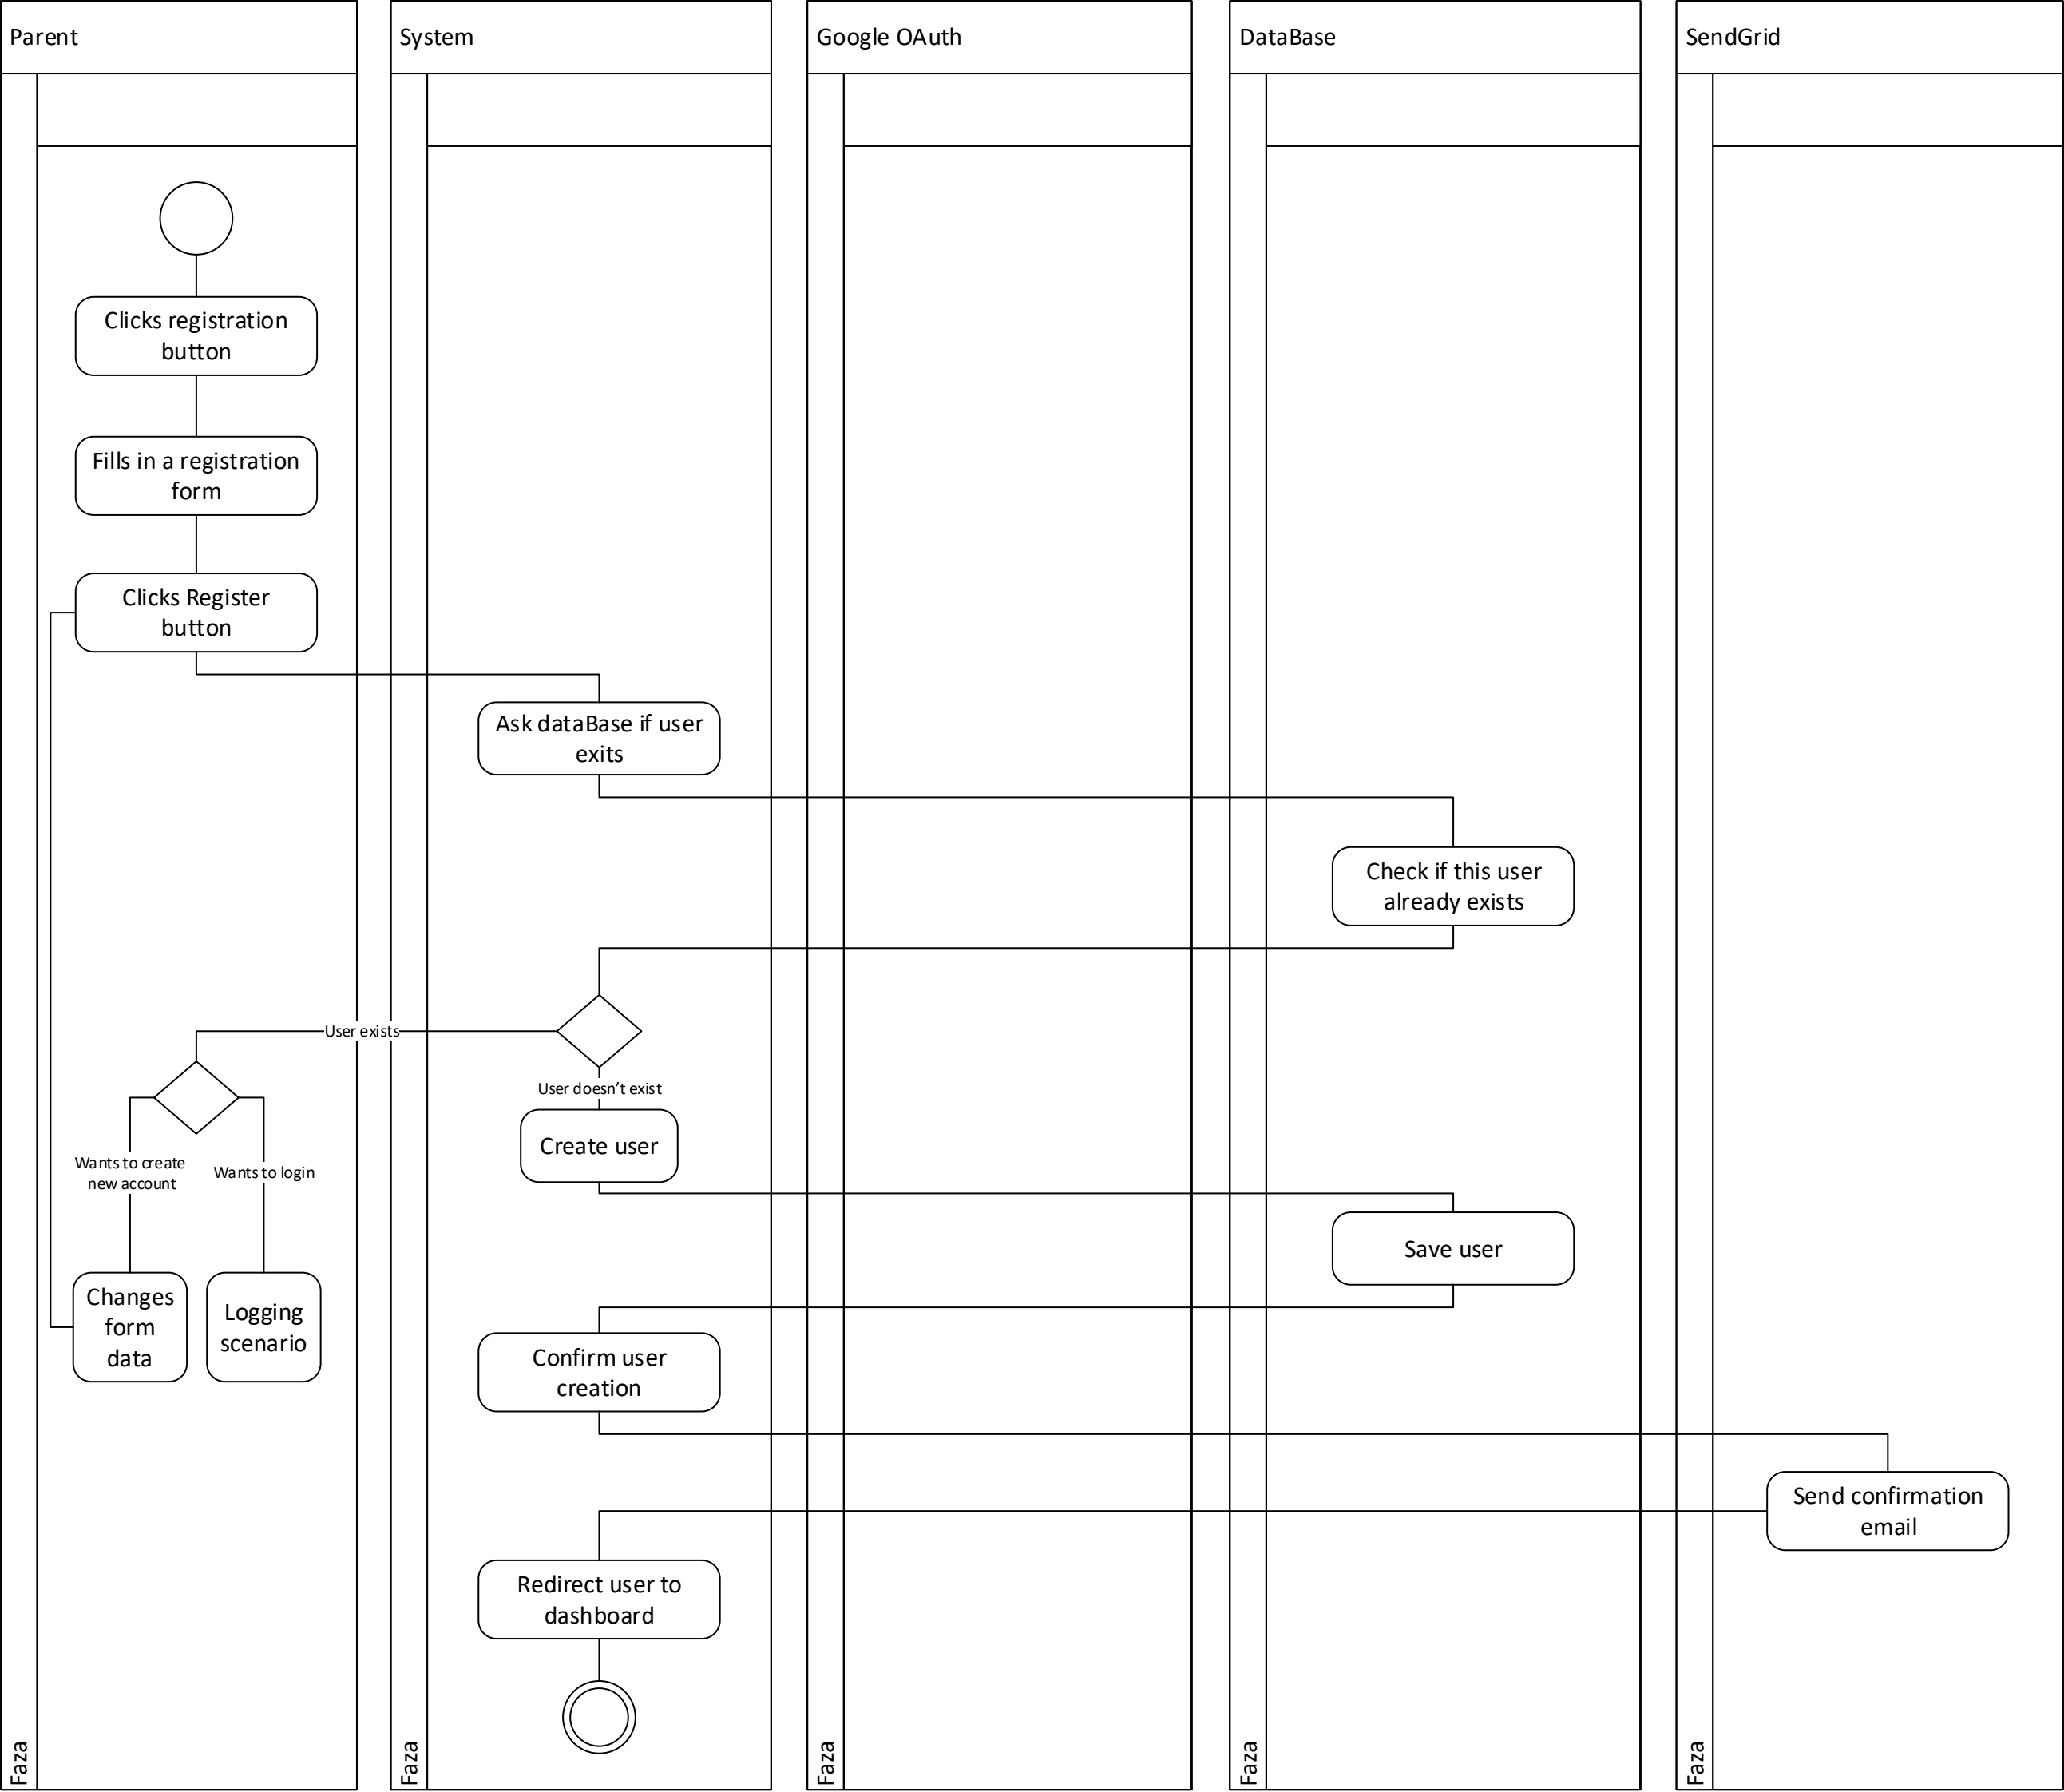 Parent
System
Google OAuth
DataBase
SendGrid
Clicks registration
button
Fills in a registration
form
Clicks Register
button
Ask dataBase if user
exits
Check if this user
already exists
User exists
User doesn't exist
Create user
Wants to create
new account
Wants to login
Save user
Changes
form
data
Logging
scenario
Confirm user
creation
Send confirmation
email
Redirect user to
dashboard
Faza
Faza
Faza
Faza
Faza